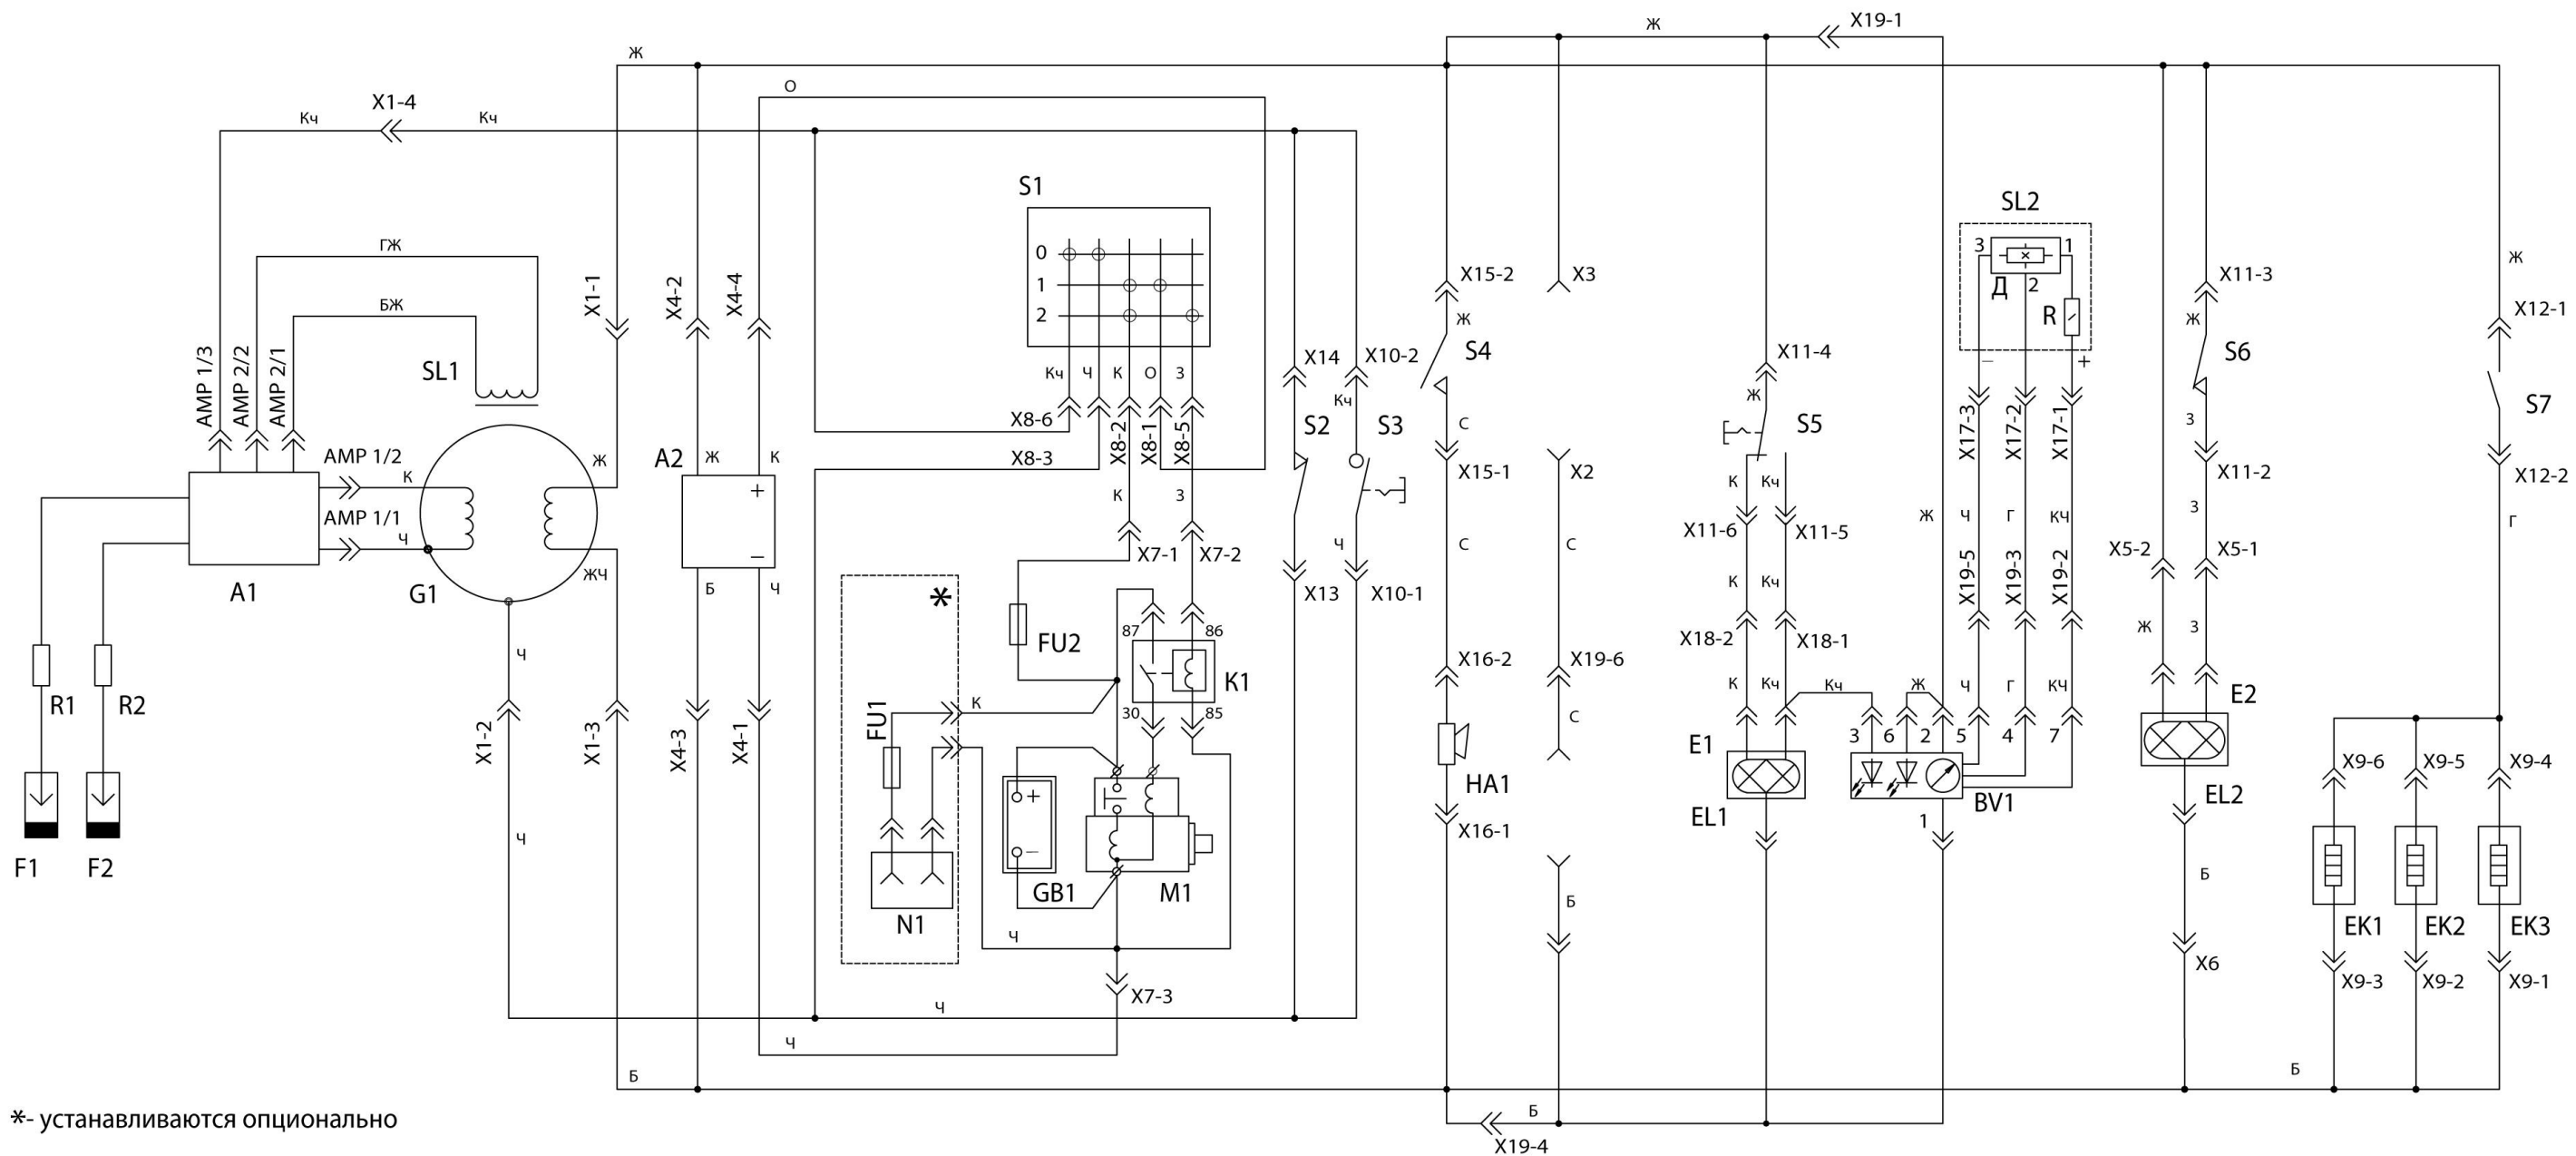 Ж
X19-1
Ж
О
X1-4
Кч
Кч
S1
0
1
2
SL2
3
1
Д
2
R
−
+
ГЖ
БЖ
X1-1
X4-2
X4-4
X15-2
X3
X11-3
Ж
X12-1
AMP 1/3
AMP 2/2
AMP 2/1
SL1
Ж
S4
X11-4
Ж
S6
X14
X10-2
Кч
Кч
Ч
К
О
З
X8-6
X8-3
X8-2
X8-1
X8-5
S2
S3
С
Ж
S5
X17-3
X17-2
X17-1
З
S7
AMP 1/2
К
AMP 1/1
Ч
Ж
ЖЧ
A2
Ж
К
+
−
X15-1
X2
К
Кч
X11-2
X12-2
К
З
X11-6
X11-5
Ж
Ч
Г
КЧ
З
Г
A1
G1
Б
Ч
X7-1
X7-2
Ч
С
С
X5-2
X5-1
X13
X10-1
К
Кч
X19-5
X19-3
X19-2
*
FU2
87
86
K1
30
85
X18-2
X18-1
Ж
З
Ч
X16-2
X19-6
К
Кч
Кч
Ж
Ч
Г
КЧ
E2
R1
R2
X1-2
X1-3
X4-3
X4-1
FU1
К
С
E1
3
6
2
5
4
7
X9-6
X9-5
X9-4
HA1
EL1
BV1
1
EL2
+
−
X16-1
Ч
F1
F2
GB1
M1
N1
Б
Б
EK1
EK2
EK3
Ч
X7-3
X6
X9-3
X9-2
X9-1
Ч
Ч
Б
Б
*- устанавливаются опционально
Б
X19-4